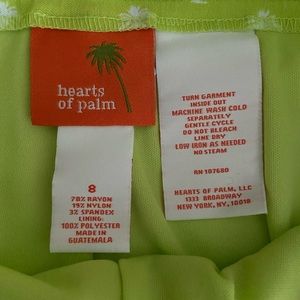 hearts
of palm
8
78% RAYON
19% NYLON
3% SPANDEX
LINING:
100% POLYESTER
MADE IN
GUATEMALA
TURN GARMENT
INSIDE OUT
MACHINE WASH COLD
SEPARATELY
GENTLE CYCLE
DO NOT BLEACH
LINE DRY
LOW IRON AS NEEDED
NO STEAM
RN 107680
HEARTS OF PALM, LLC
1333 BROADWAY
NEW YORK, NY, 10018